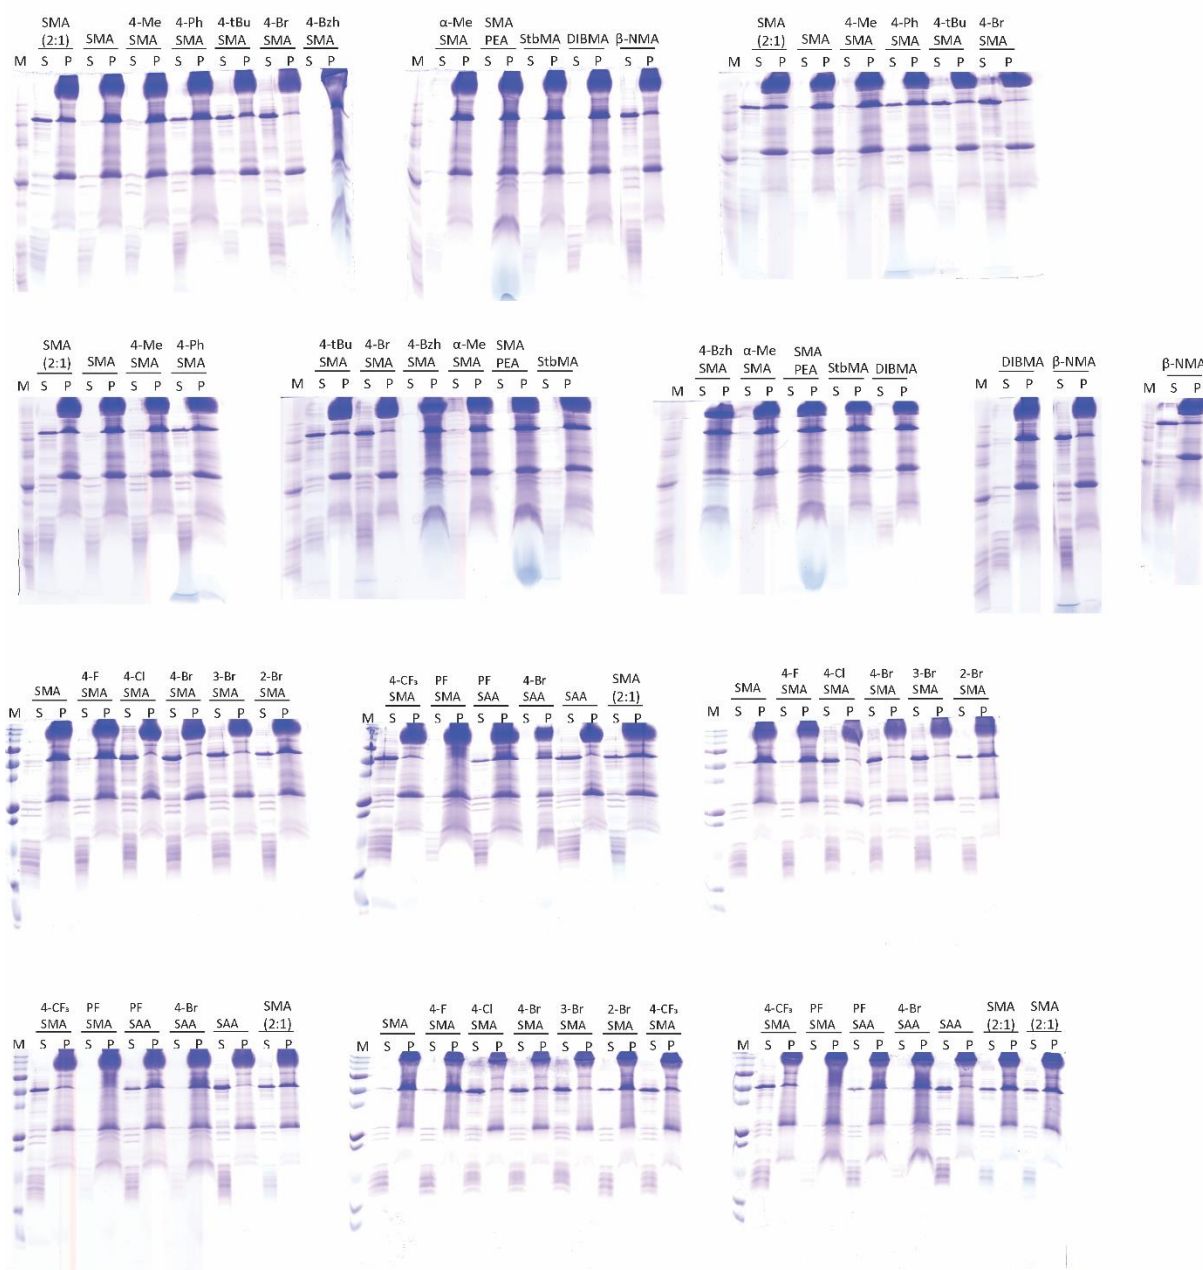 SMA 4-Me 4-Ph 4-tBu 4-Br 4-Bzh
(2:1) SMA SMA SMA SMA SMA SMA
M S P S P S P S P S P S P S P
α-Me SMA
SMA PEA StbMA DIBMA β-NMA
M S P S P S P S P S P
SMA 4-Me 4-Ph 4-tBu 4-Br
(2:1) SMA SMA SMA SMA SMA
M S P S P S P S P S P S P
SMA 4-Me 4-Ph
(2:1) SMA SMA SMA
M S P S P S P S P
4-tBu 4-Br 4-Bzh α-Me SMA
SMA SMA SMA SMA PEA StbMA
M S P S P S P S P S P S P
4-Bzh α-Me SMA
SMA SMA PEA StbMA DIBMA
M S P S P S P S P S P
DIBMA β-NMA
M S P S P
β-NMA
M S P
4-F 4-Cl 4-Br 3-Br 2-Br
SMA SMA SMA SMA SMA SMA
M S P S P S P S P S P S P
4-CF₃ PF PF 4-Br SMA
SMA SMA SAA SAA SAA (2:1)
M S P S P S P S P S P S P
4-F 4-Cl 4-Br 3-Br 2-Br
SMA SMA SMA SMA SMA SMA
M S P S P S P S P S P S P
4-CF₃ PF PF 4-Br SMA
SMA SMA SAA SAA SAA (2:1)
M S P S P S P S P S P S P
4-F 4-Cl 4-Br 3-Br 2-Br 4-CF₃
SMA SMA SMA SMA SMA SMA SMA
M S P S P S P S P S P S P S P
4-CF₃ PF PF 4-Br SMA SMA
SMA SMA SAA SAA SAA (2:1) (2:1)
M S P S P S P S P S P S P S P